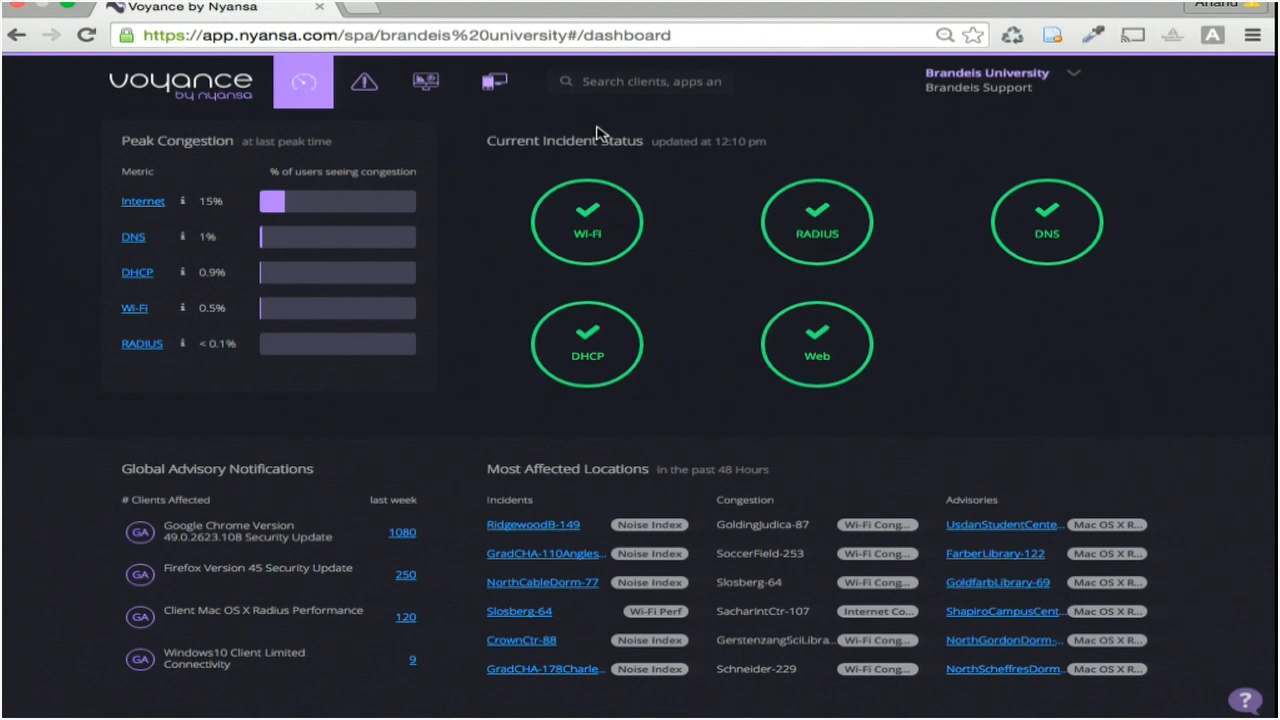 Voyance by Nyansa
https://app.nyansa.com/spa/brandeis%20university#/dashboard
A
voyance
by nyansa
Search clients, apps an
Brandeis University
Brandeis Support
Peak Congestion at last peak time
Metric % of users seeing congestion
Internet i 15%
DNS i 1%
DHCP i 0.9%
Wi-Fi i 0.5%
RADIUS i < 0.1%
Current Incident Status updated at 12:10 pm
Wi-Fi
RADIUS
DNS
DHCP
Web
Global Advisory Notifications
# Clients Affected last week
GA Google Chrome Version
49.0.2623.108 Security Update 1080
GA Firefox Version 45 Security Update 250
GA Client Mac OS X Radius Performance 120
GA Windows10 Client Limited
Connectivity 9
Most Affected Locations In the past 48 Hours
Incidents Congestion Advisories
RidgewoodB-149 Noise Index GoldingJudica-87 Wi-Fi Cong... UsdanStudentCente... Mac OS X R...
GradCHA-110Angles... Noise Index SoccerField-253 Wi-Fi Cong... FarberLibrary-122 Mac OS X R...
NorthCableDorm-77 Noise Index Slosberg-64 Wi-Fi Cong... GoldfarbLibrary-69 Mac OS X R...
Slosberg-64 Wi-Fi Perf SacharIntCtr-107 Internet Co... ShapiroCampusCent... Mac OS X R...
CrownCtr-88 Noise Index GerstenzangSciLibra... Wi-Fi Cong... NorthGordonDorm-... Mac OS X R...
GradCHA-178Charle... Noise Index Schneider-229 Wi-Fi Cong... NorthScheffresDorm... Mac OS X R...
?